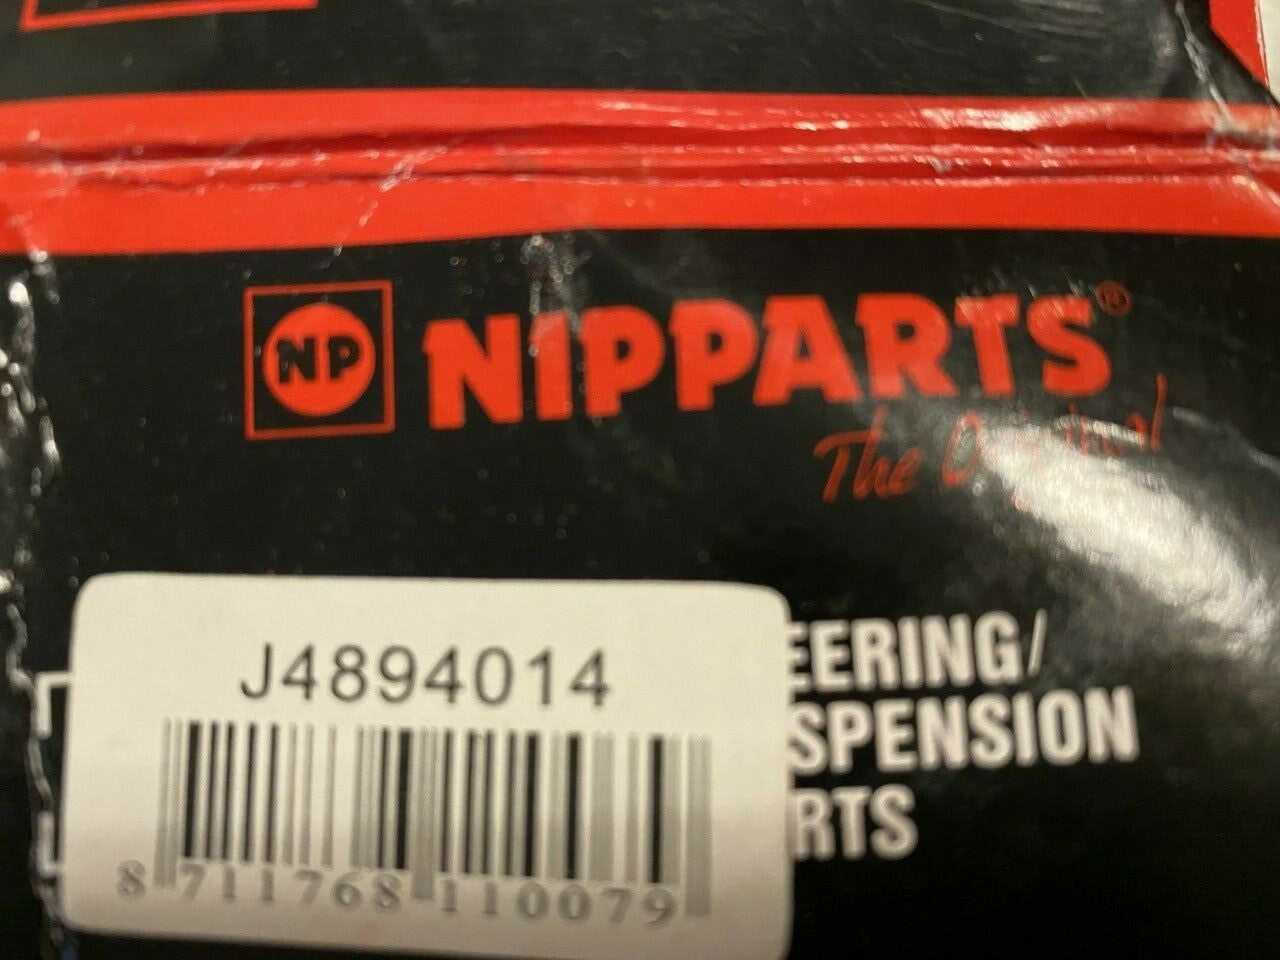 NP NIPPARTS®
The Original
J4894014
EERING/
SPENSION
RTS
8 711768 110079